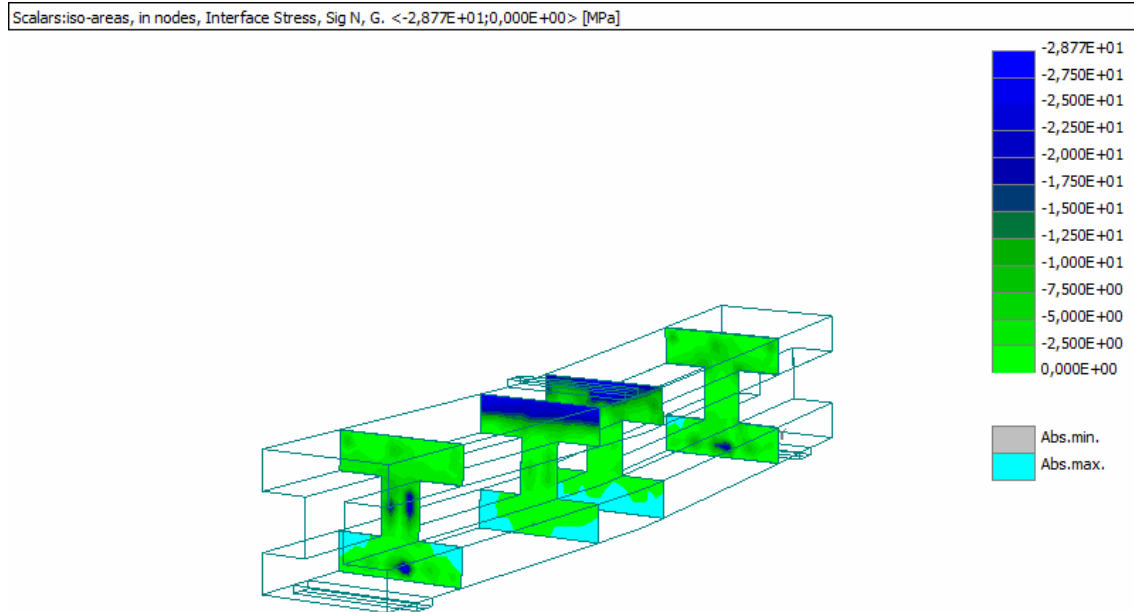 Scalars:iso-areas, in nodes, Interface Stress, Sig N, G. <-2,877E+01;0,000E+00> [MPa]
-2,877E+01
-2,750E+01
-2,500E+01
-2,250E+01
-2,000E+01
-1,750E+01
-1,500E+01
-1,250E+01
-1,000E+01
-7,500E+00
-5,000E+00
-2,500E+00
0,000E+00
Abs.min.
Abs.max.